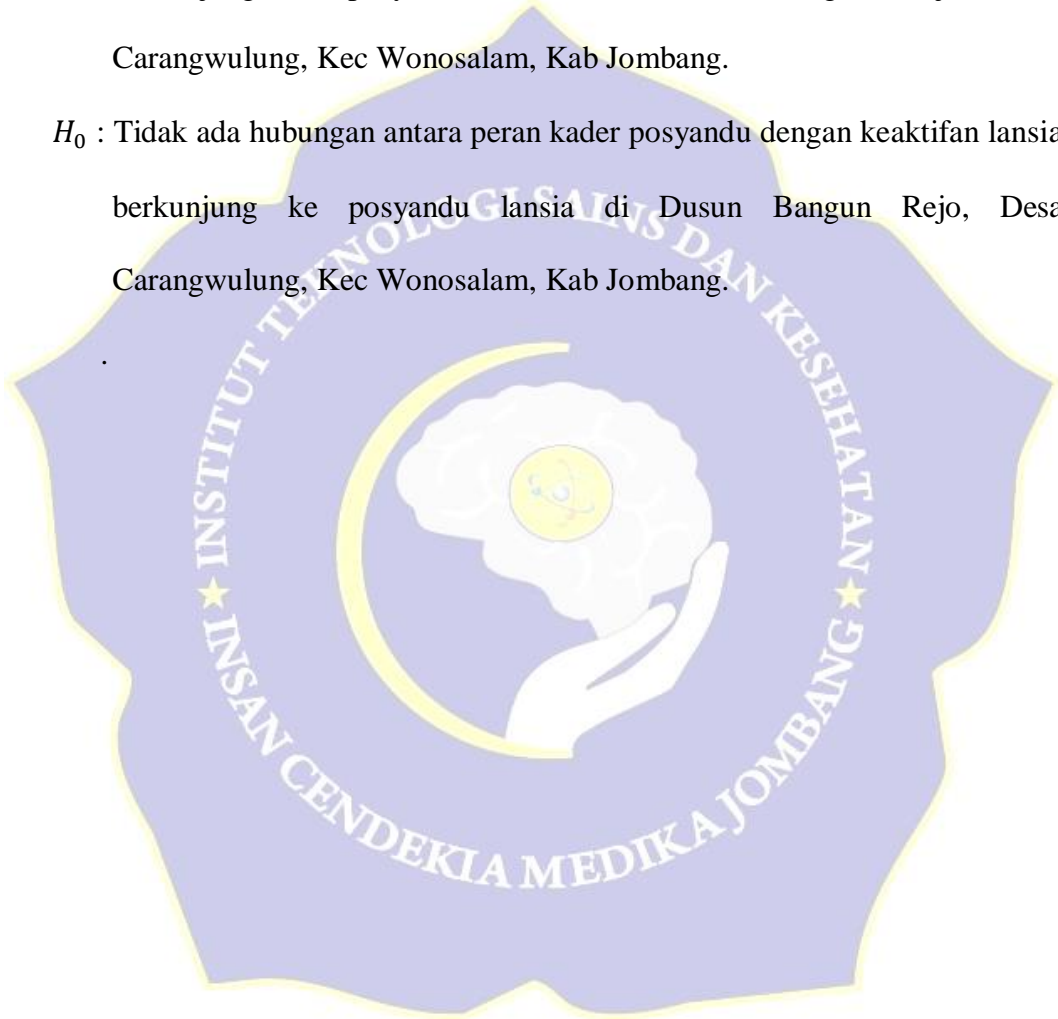 Carangwulung, Kec Wonosalam, Kab Jombang.
H₀ : Tidak ada hubungan antara peran kader posyandu dengan keaktifan lansia
berkunjung ke posyandu lansia di Dusun Bangun Rejo, Desa
Carangwulung, Kec Wonosalam, Kab Jombang.
.
INSTITUT TEKNOLOGI SAINS DAN KESEHATAN
★ INSAN CENDEKIA MEDIKA JOMBANG ★